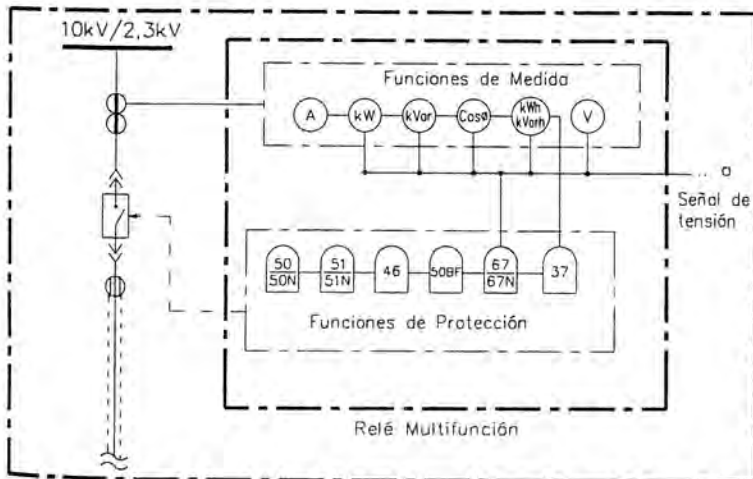 10kV/2,3kV
Funciones de Medida
A
kW
kVar
Cosø
kWh
kVarh
V
... a
Señal de
tensión
50
50N
51
51N
46
50BF
67
67N
37
Funciones de Protección
Relé Multifunción